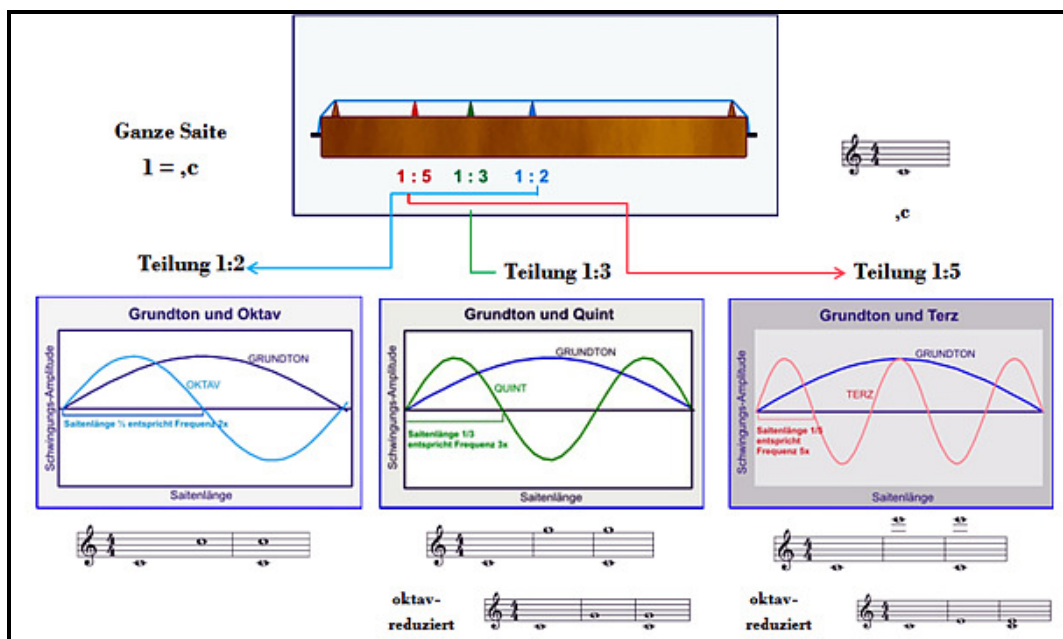 Ganze Saite
1 = ,c
1 : 5
1 : 3
1 : 2
,c
Teilung 1:2
Teilung 1:3
Teilung 1:5
Grundton und Oktav
Schwingungs-Amplitude
GRUNDTON
OKTAV
Saitenlänge ½ entspricht Frequenz 2x
Saitenlänge
Grundton und Quint
Schwingungs-Amplitude
GRUNDTON
QUINT
Saitenlänge 1/3
entspricht Frequenz 3x
Saitenlänge
Grundton und Terz
Schwingungs-Amplitude
GRUNDTON
TERZ
Saitenlänge 1/5
entspricht
Frequenz 5x
Saitenlänge
oktav-
reduziert
oktav-
reduziert